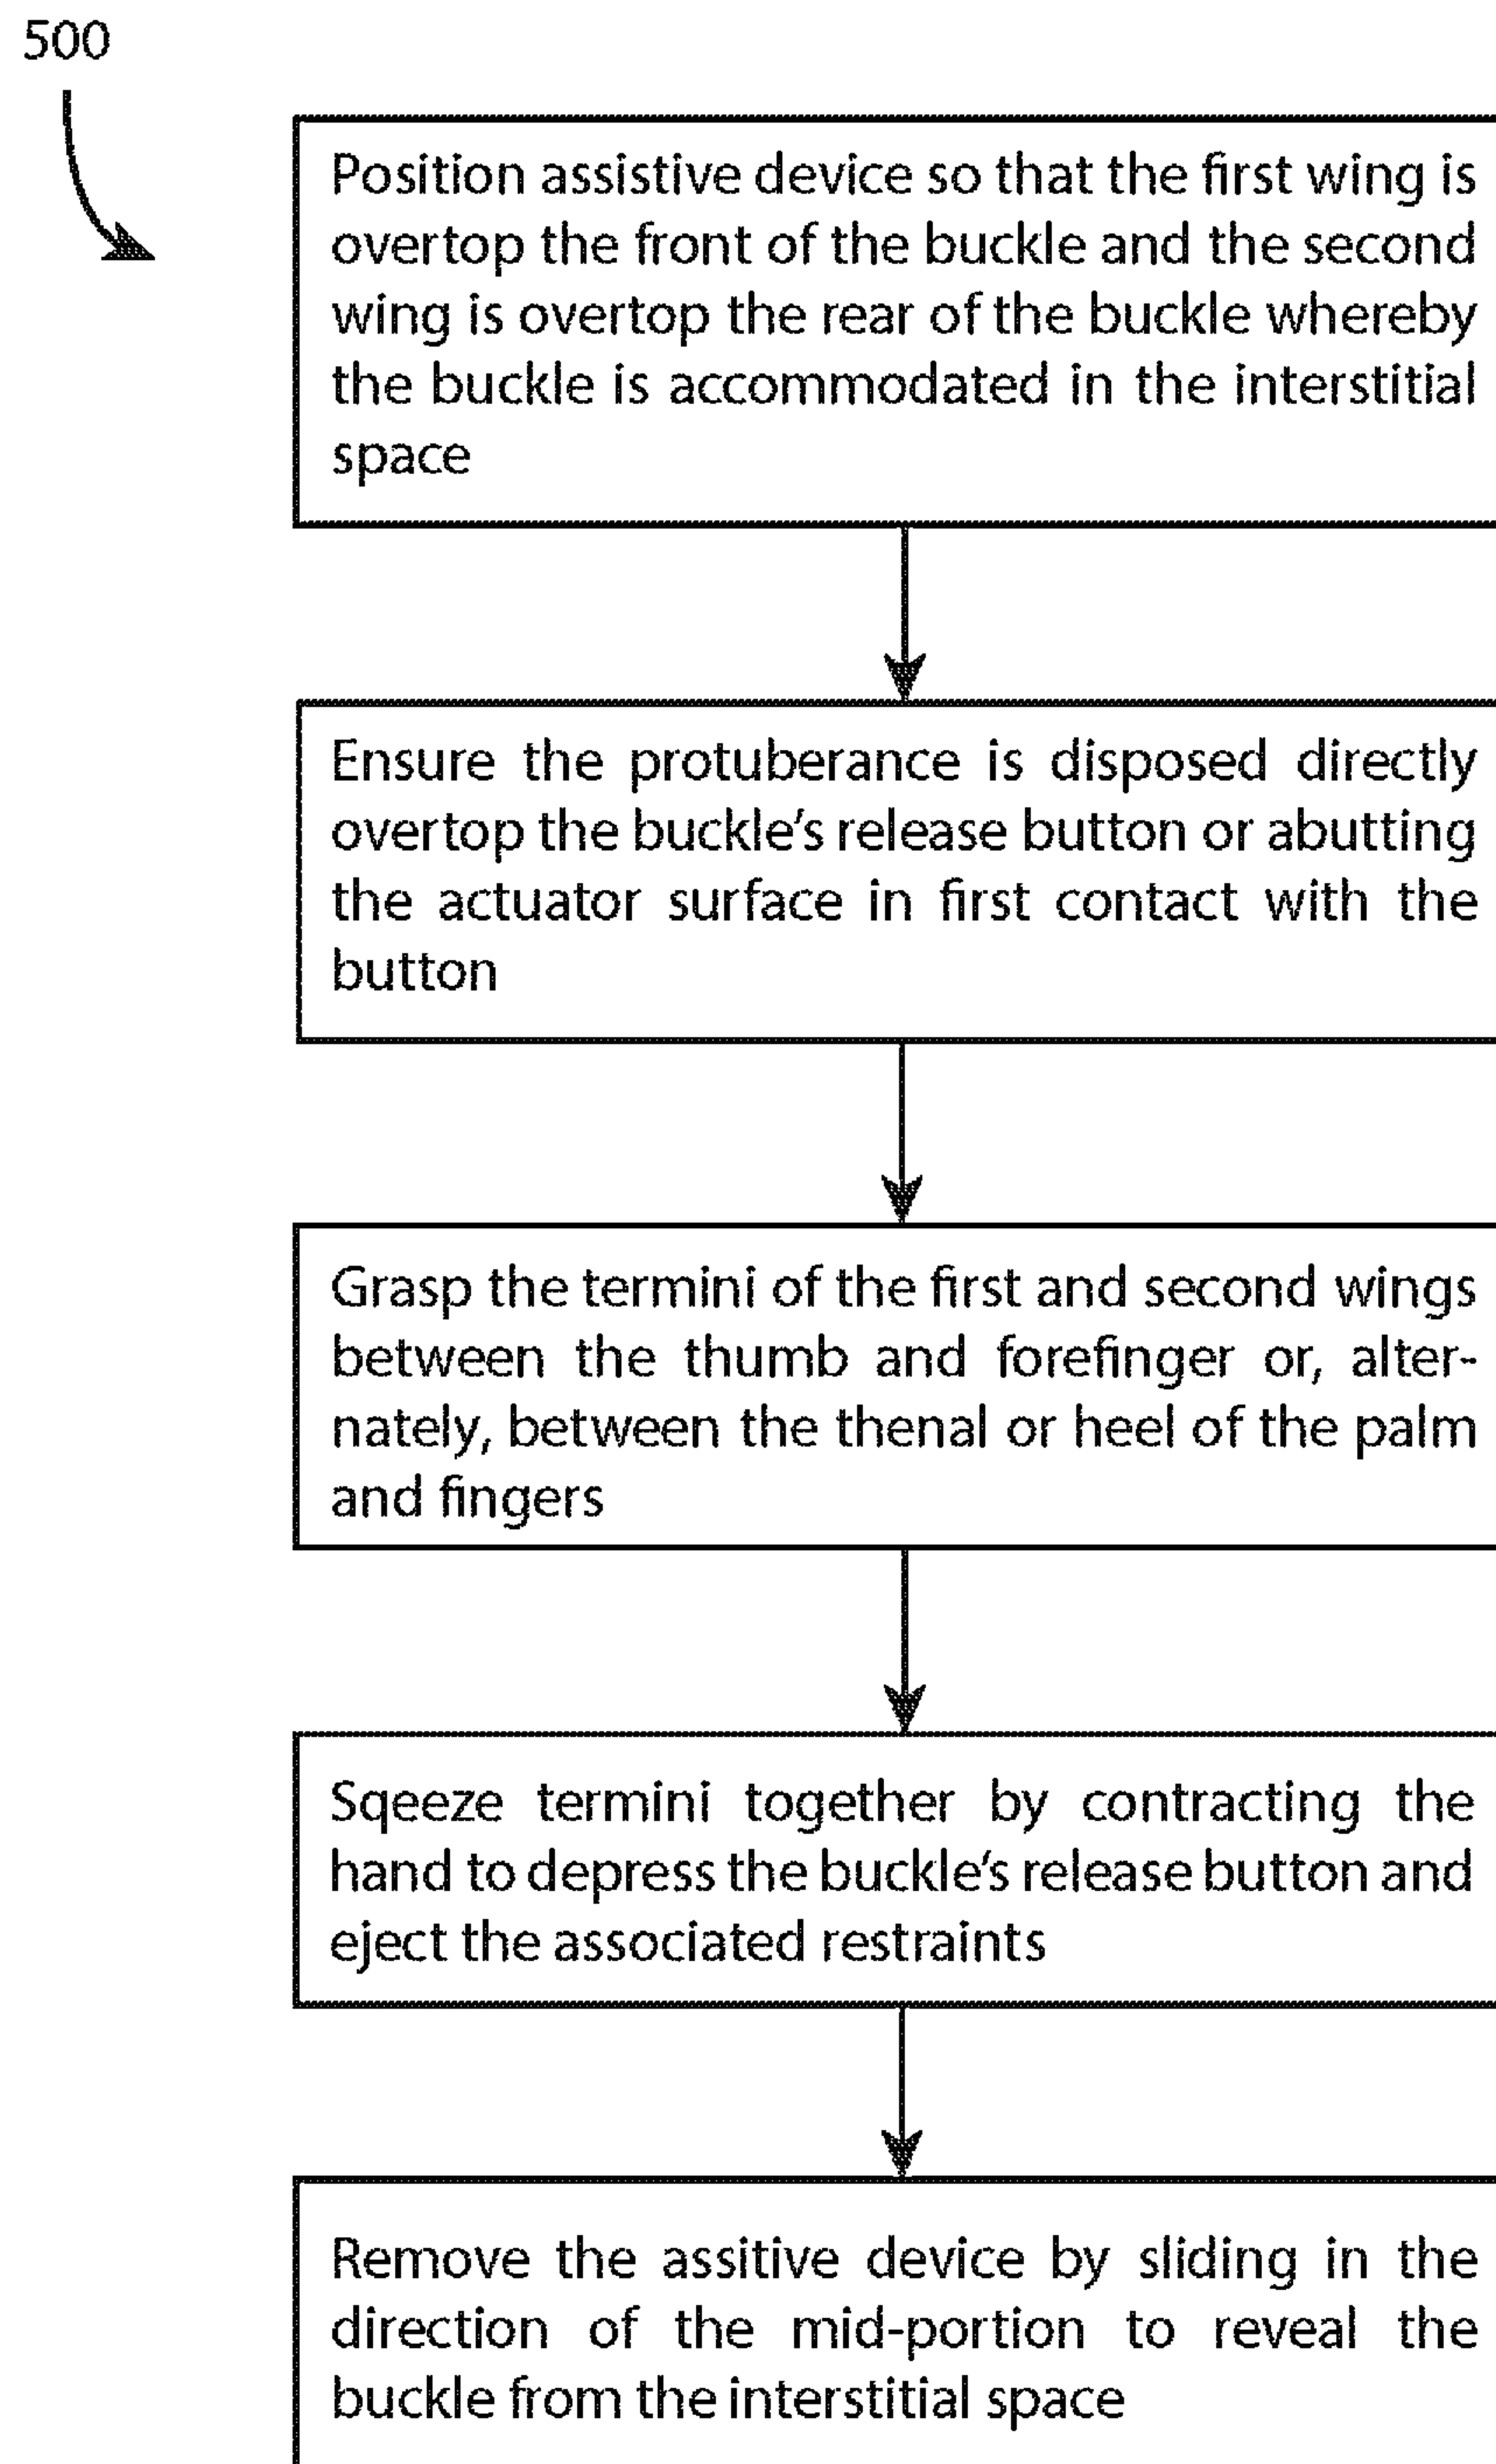 500
Position assistive device so that the first wing is
overtop the front of the buckle and the second
wing is overtop the rear of the buckle whereby
the buckle is accommodated in the interstitial
space
Ensure the protuberance is disposed directly
overtop the buckle's release button or abutting
the actuator surface in first contact with the
button
Grasp the termini of the first and second wings
between the thumb and forefinger or, alter-
nately, between the thenal or heel of the palm
and fingers
Sqeeze termini together by contracting the
hand to depress the buckle's release button and
eject the associated restraints
Remove the assitive device by sliding in the
direction of the mid-portion to reveal the
buckle from the interstitial space